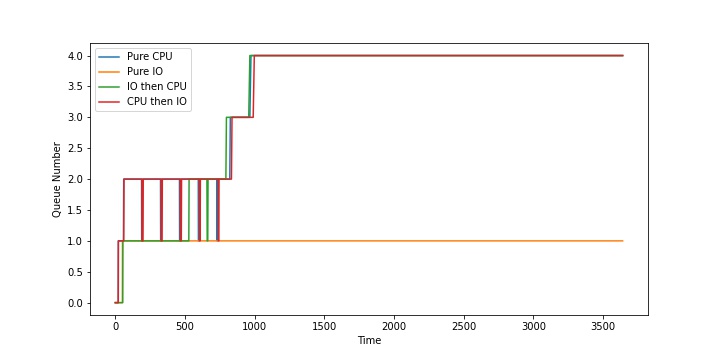 Pure CPU
Pure IO
IO then CPU
CPU then IO
4.0
3.5
3.0
2.5
2.0
1.5
1.0
0.5
0.0
Queue Number
0 500 1000 1500 2000 2500 3000 3500
Time